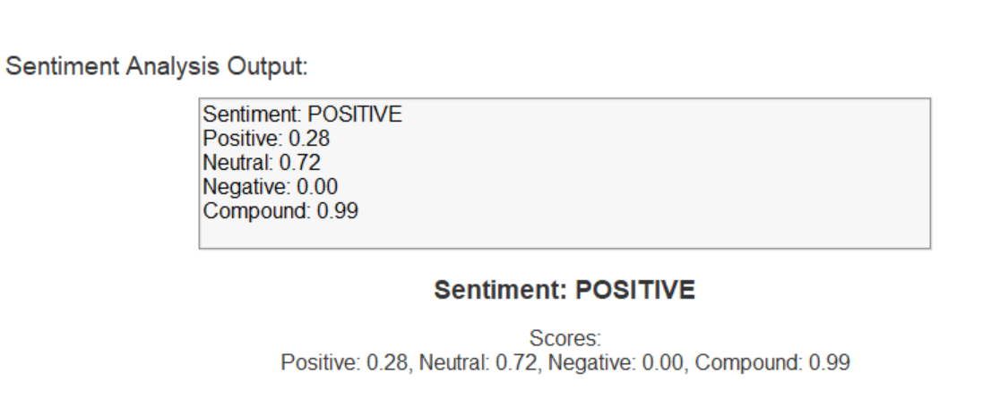 Sentiment Analysis Output:
Sentiment: POSITIVE
Positive: 0.28
Neutral: 0.72
Negative: 0.00
Compound: 0.99
Sentiment: POSITIVE
Scores:
Positive: 0.28, Neutral: 0.72, Negative: 0.00, Compound: 0.99